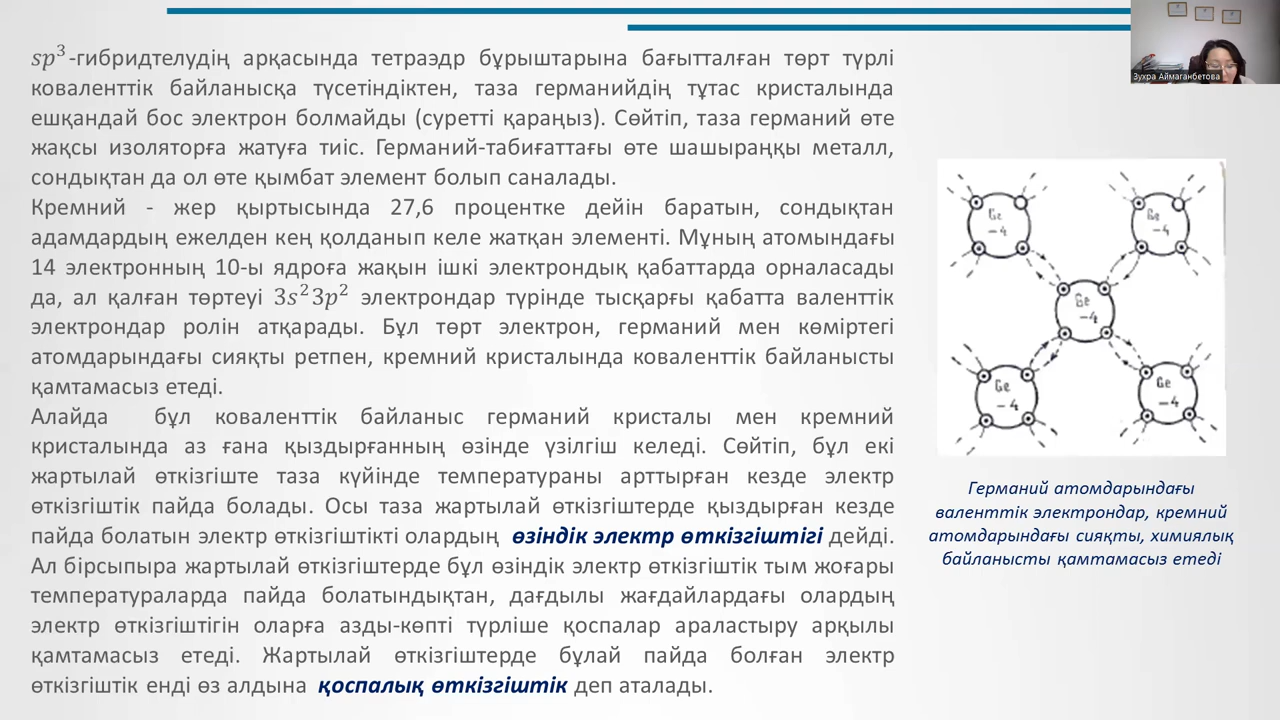 sp³-гибридтелудің арқасында тетраэдр бұрыштарына бағытталған төрт түрлі
коваленттік байланысқа түсетіндіктен, таза германийдің тұтас кристалында
ешқандай бос электрон болмайды (суретті қараңыз). Сөйтіп, таза германий өте
жақсы изоляторға жатуға тиіс. Германий-табиғаттағы өте шашыраңқы металл,
сондықтан да ол өте қымбат элемент болып саналады.
Кремний - жер қыртысында 27,6 процентке дейін баратын, сондықтан
адамдардың ежелден кең қолданып келе жатқан элементі. Мұның атомындағы
14 электронның 10-ы ядроға жақын ішкі электрондық қабаттарда орналасады
да, ал қалған төртеуі 3s²3p² электрондар түрінде тысқарғы қабатта валенттік
электрондар ролін атқарады. Бұл төрт электрон, германий мен көміртегі
атомдарындағы сияқты ретпен, кремний кристалында коваленттік байланысты
қамтамасыз етеді.
Алайда бұл коваленттік байланыс германий кристалы мен кремний
кристалында аз ғана қыздырғанның өзінде үзілгіш келеді. Сөйтіп, бұл екі
жартылай өткізгіште таза күйінде температураны арттырған кезде электр
өткізгіштік пайда болады. Осы таза жартылай өткізгіштерде қыздырған кезде
пайда болатын электр өткізгіштікті олардың өзіндік электр өткізгіштігі дейді.
Ал бірсыпыра жартылай өткізгіштерде бұл өзіндік электр өткізгіштік тым жоғары
температураларда пайда болатындықтан, дағдылы жағдайлардағы олардың
электр өткізгіштігін оларға азды-көпті түрліше қоспалар араластыру арқылы
қамтамасыз етеді. Жартылай өткізгіштерде бұлай пайда болған электр
өткізгіштік енді өз алдына қоспалық өткізгіштік деп аталады.
Зухра Аймаганбетова
Ge
-4
Ge
-4
Ge
-4
Ge
-4
Ge
-4
Германий атомдарындағы
валенттік электрондар, кремний
атомдарындағы сияқты, химиялық
байланысты қамтамасыз етеді